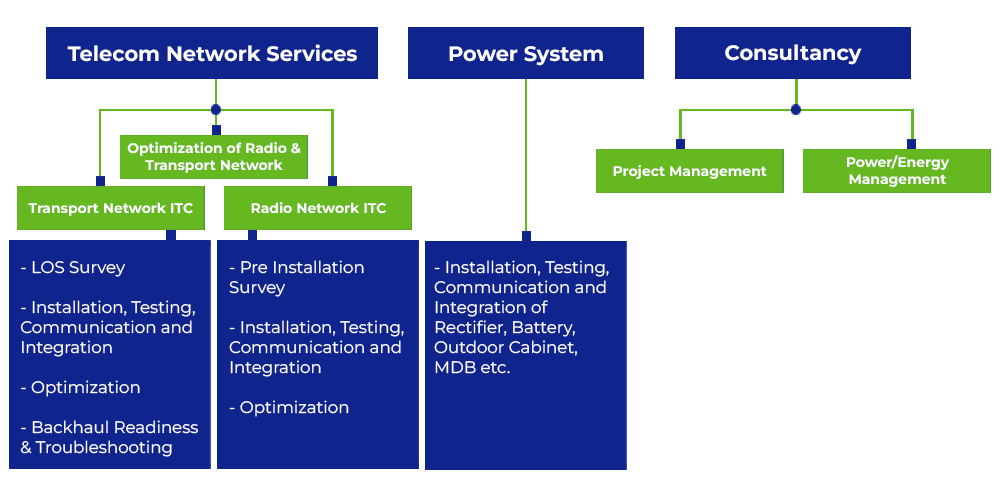 Telecom Network Services
Power System
Consultancy
Optimization of Radio &
Transport Network
Project Management
Power/Energy
Management
Transport Network ITC
Radio Network ITC
- LOS Survey
- Installation, Testing,
Communication and
Integration
- Optimization
- Backhaul Readiness
& Troubleshooting
- Pre Installation
Survey
- Installation, Testing,
Communication and
Integration
- Optimization
- Installation, Testing,
Communication and
Integration of
Rectifier, Battery,
Outdoor Cabinet,
MDB etc.